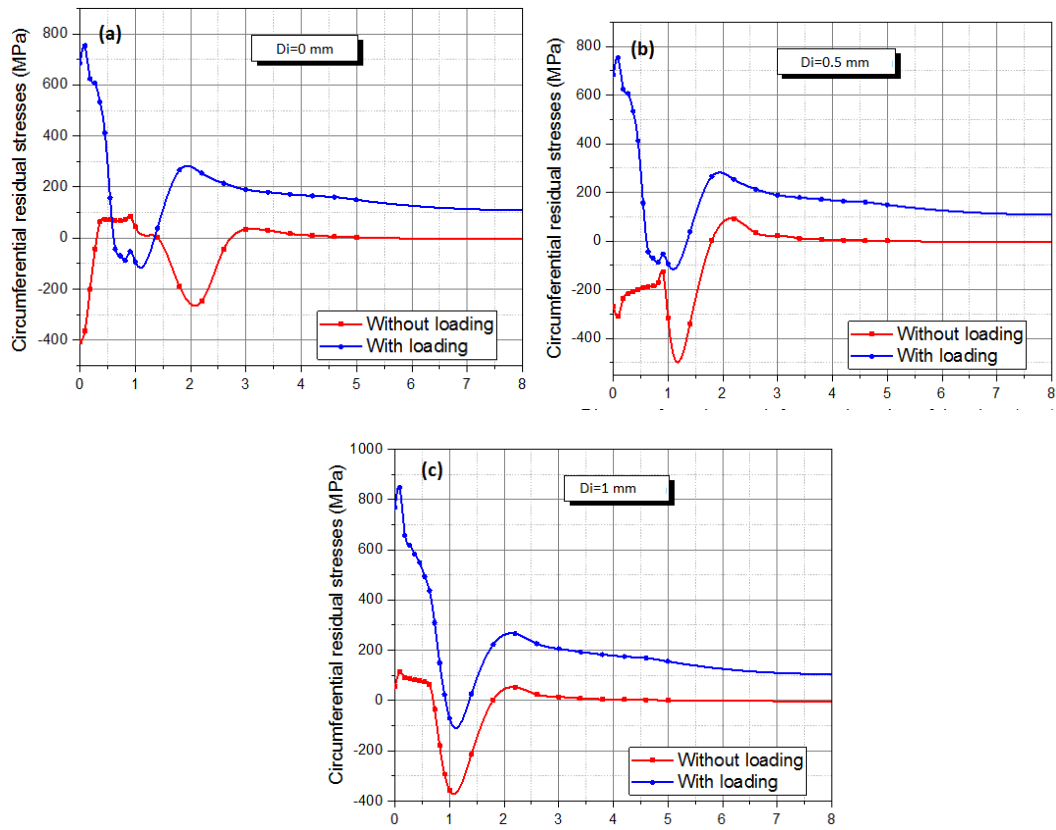 (a)
Di=0 mm
Circumferential residual stresses (MPa)
800
600
400
200
0
-200
-400
Without loading
With loading
0 1 2 3 4 5 6 7 8
(b)
Di=0.5 mm
Circumferential residual stresses (MPa)
800
600
400
200
0
-200
-400
Without loading
With loading
0 1 2 3 4 5 6 7 8
(c)
Di=1 mm
Circumferential residual stresses (MPa)
1000
800
600
400
200
0
-200
-400
Without loading
With loading
0 1 2 3 4 5 6 7 8